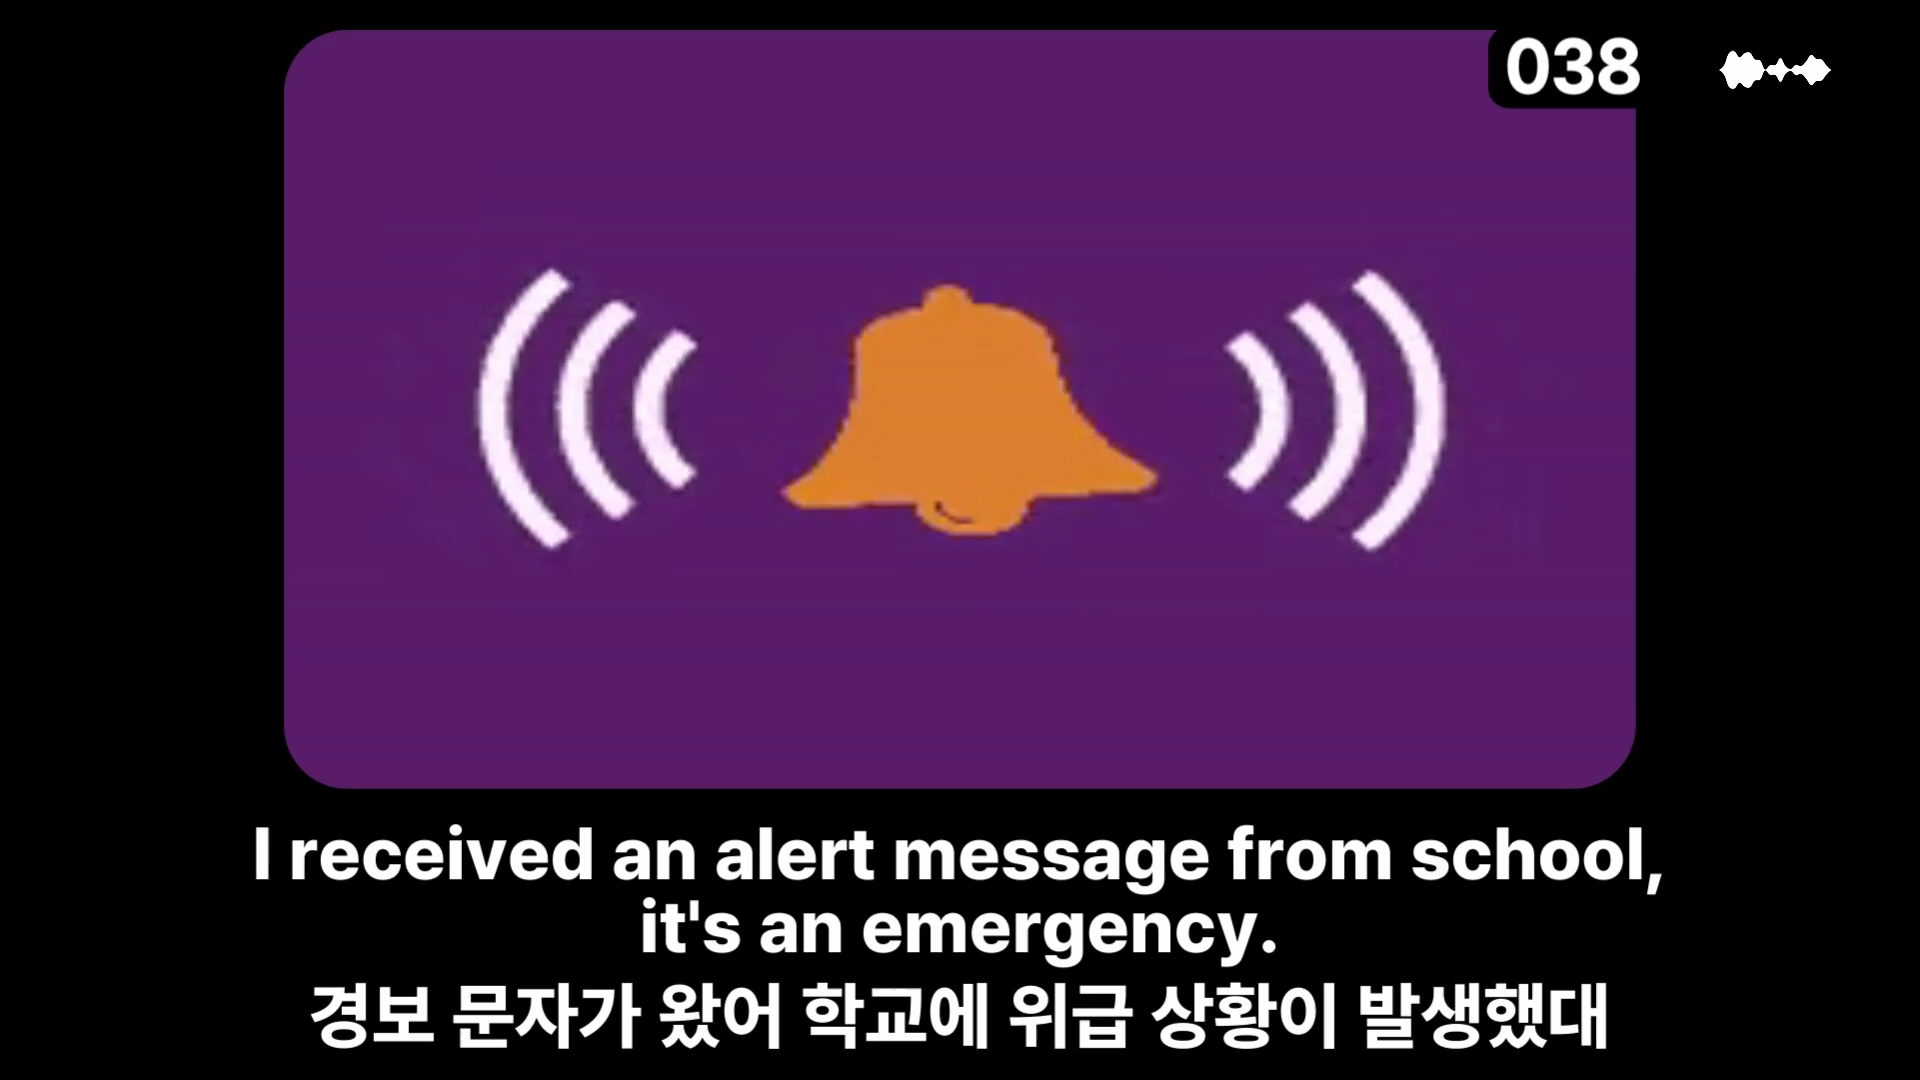 038
I received an alert message from school,
it's an emergency.
경보 문자가 왔어 학교에 위급 상황이 발생했대